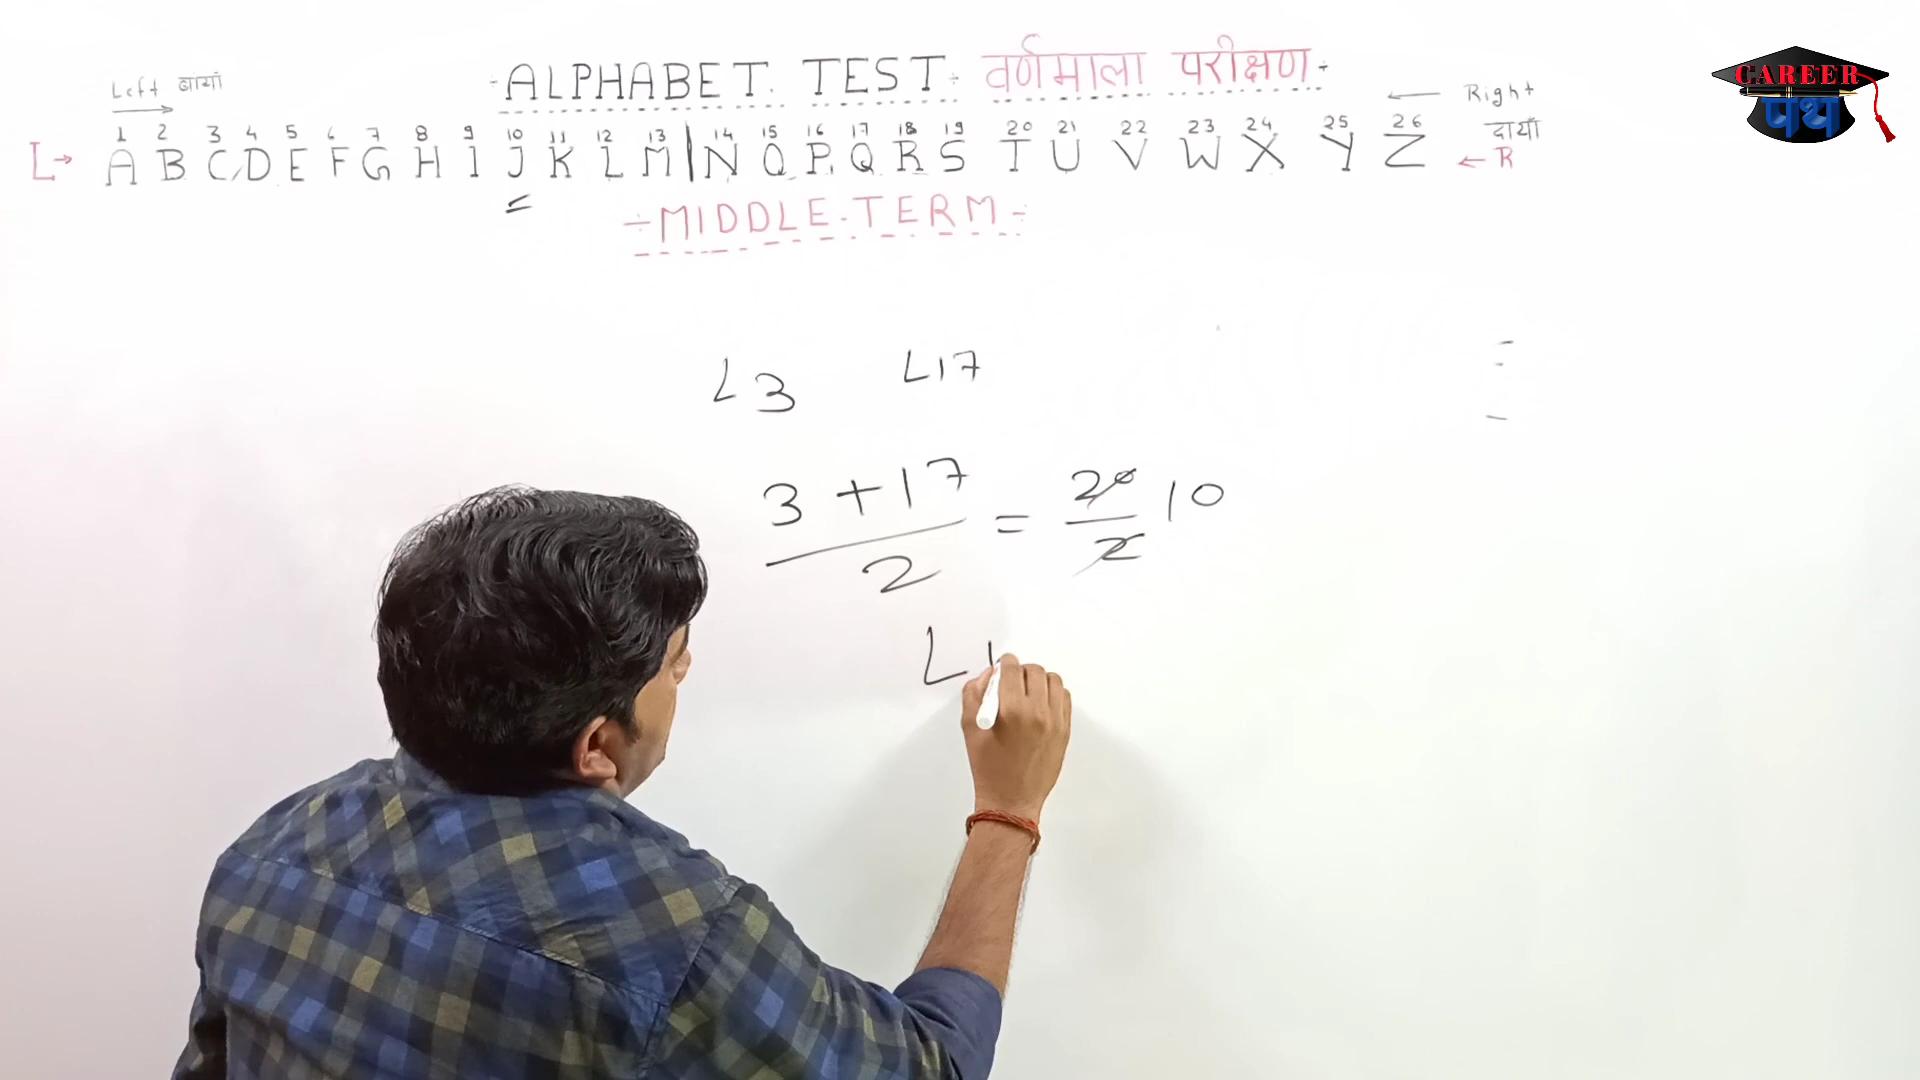 ÷ ALPHABET TEST ÷ वर्णमाला परीक्षण ÷
Left बायां
Right
दायाँ
1 2 3 4 5 6 7 8 9 10 11 12 13 14 15 16 17 18 19 20 21 22 23 24 25 26
L→ A B C D E F G H I J K L M | N O P Q R S T U V W X Y Z ← R
÷ MIDDLE-TERM ÷
L3 L17
3 + 17
2
= 20
2
10
L1
CAREER
पथ